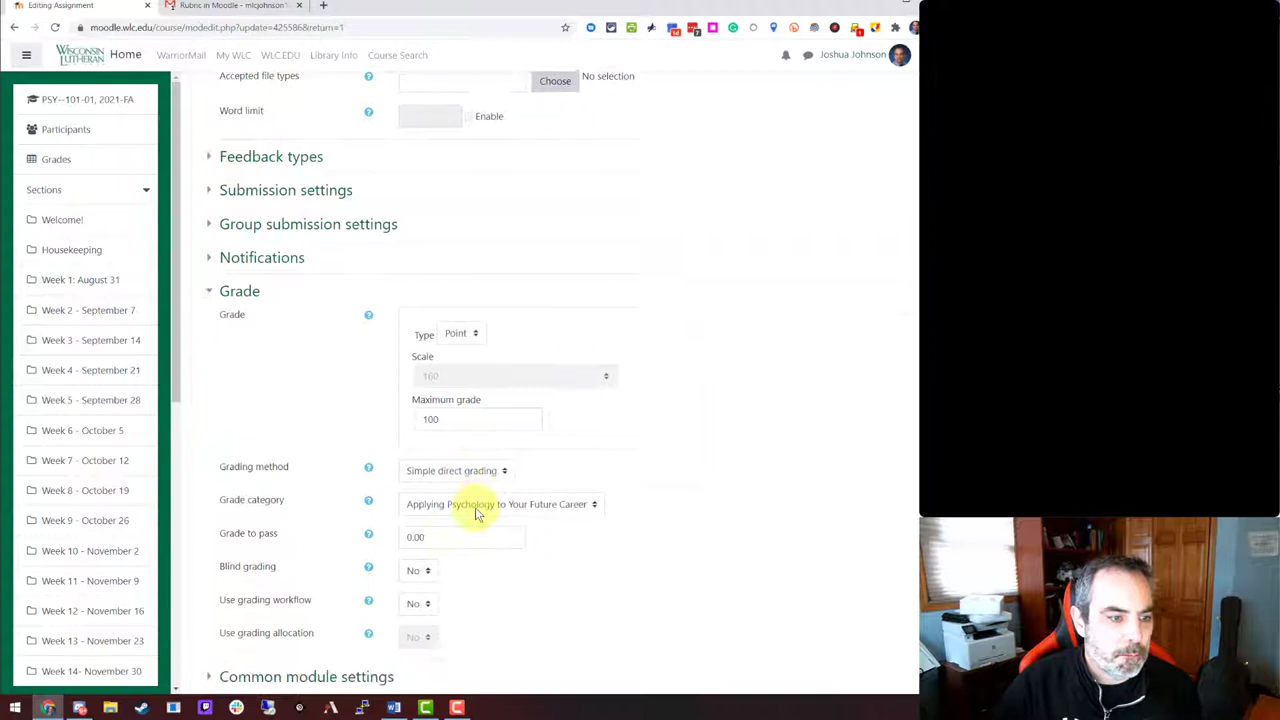 Editing Assignment
Rubric in Moodle - mlqjohnson1
moodle.wlc.edu/course/modedit.php?update=425586&return=1
WISCONSIN
LUTHERAN
Home
WarriorMail
My WLC
WLC.EDU
Library Info
Course Search
Joshua Johnson
PSY--101-01, 2021-FA
Participants
Grades
Sections
Welcome!
Housekeeping
Week 1: August 31
Week 2 - September 7
Week 3 - September 14
Week 4 - September 21
Week 5 - September 28
Week 6 - October 5
Week 7 - October 12
Week 8 - October 19
Week 9 - October 26
Week 10 - November 2
Week 11 - November 9
Week 12 - November 16
Week 13 - November 23
Week 14- November 30
Accepted file types
Choose
No selection
Word limit
Enable
Feedback types
Submission settings
Group submission settings
Notifications
Grade
Grade
Type Point
Scale
160
Maximum grade
100
Grading method
Simple direct grading
Grade category
Applying Psychology to Your Future Career
Grade to pass
0.00
Blind grading
No
Use grading workflow
No
Use grading allocation
No
Common module settings